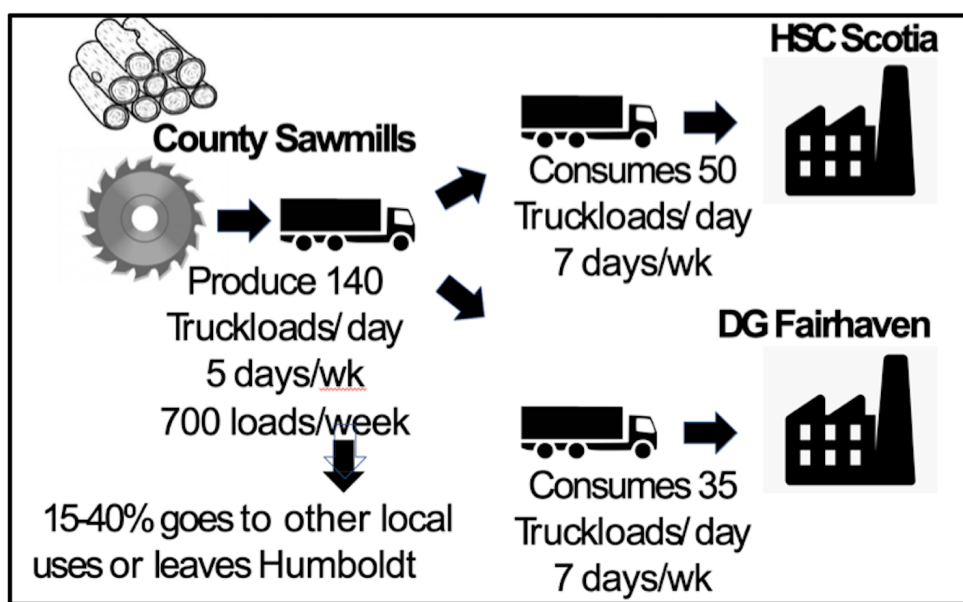 County Sawmills
Produce 140
Truckloads/ day
5 days/wk
700 loads/week
15-40% goes to other local
uses or leaves Humboldt
HSC Scotia
Consumes 50
Truckloads/ day
7 days/wk
DG Fairhaven
Consumes 35
Truckloads/ day
7 days/wk